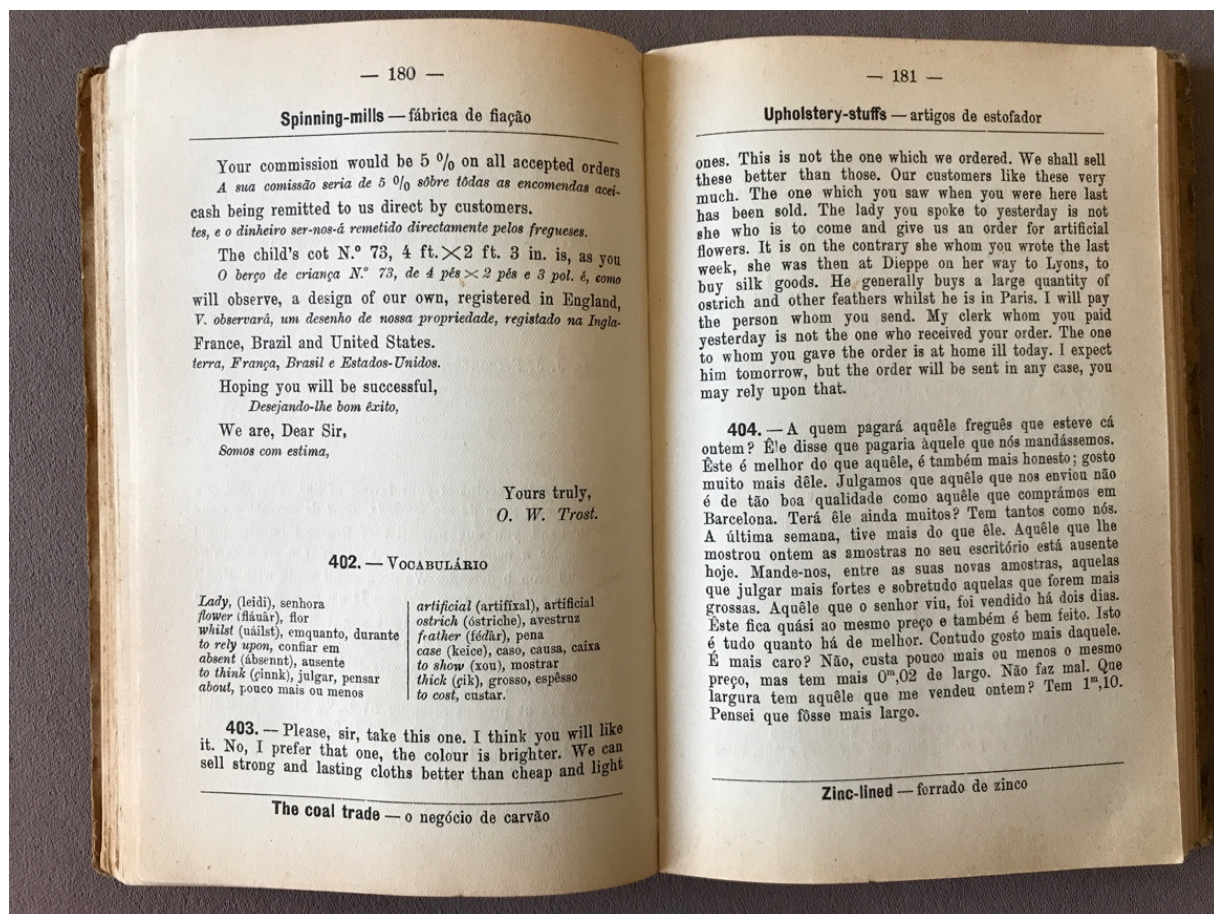 — 180 —
Spinning-mills — fábrica de fiação
Your commission would be 5 % on all accepted orders
A sua comissão seria de 5 % sôbre tôdas as encomendas acei-
cash being remitted to us direct by customers.
tes, e o dinheiro ser-nos-á remetido directamente pelos fregueses.
The child's cot N.º 73, 4 ft.×2 ft. 3 in. is, as you
O berço de criança N.º 73, de 4 pés × 2 pés e 3 pol. é, como
will observe, a design of our own, registered in England,
V. observará, um desenho de nossa propriedade, registado na Ingla-
France, Brazil and United States.
terra, França, Brasil e Estados-Unidos.
Hoping you will be successful,
Desejando-lhe bom êxito,
We are, Dear Sir,
Somos com estima,
Yours truly,
O. W. Trost.
402. — Vocabulário
Lady, (leidi), senhora
flower (fláuâr), flor
whilst (uáilst), emquanto, durante
to rely upon, confiar em
absent (ábsennt), ausente
to think (çinnk), julgar, pensar
about, pouco mais ou menos
artificial (artifíxal), artificial
ostrich (óstriche), avestruz
feather (fédâr), pena
case (keice), caso, causa, caixa
to show (xou), mostrar
thick (çik), grosso, espêsso
to cost, custar.
403. — Please, sir, take this one. I think you will like
it. No, I prefer that one, the colour is brighter. We can
sell strong and lasting cloths better than cheap and light
The coal trade — o negócio de carvão
— 181 —
Upholstery-stuffs — artigos de estofador
ones. This is not the one which we ordered. We shall sell
these better than those. Our customers like these very
much. The one which you saw when you were here last
has been sold. The lady you spoke to yesterday is not
she who is to come and give us an order for artificial
flowers. It is on the contrary she whom you wrote the last
week, she was then at Dieppe on her way to Lyons, to
buy silk goods. He generally buys a large quantity of
ostrich and other feathers whilst he is in Paris. I will pay
the person whom you send. My clerk whom you paid
yesterday is not the one who received your order. The one
to whom you gave the order is at home ill today. I expect
him tomorrow, but the order will be sent in any case, you
may rely upon that.
404. — A quem pagará aquêle freguês que esteve cá
ontem? Ê'e disse que pagaria àquele que nós mandássemos.
Êste é melhor do que aquêle, é também mais honesto; gosto
muito mais dêle. Julgamos que aquêle que nos enviou não
é de tão boa qualidade como aquêle que comprámos em
Barcelona. Terá êle ainda muitos? Tem tantos como nós.
A última semana, tive mais do que êle. Aquêle que lhe
mostrou ontem as amostras no seu escritório está ausente
hoje. Mande-nos, entre as suas novas amostras, aquelas
que julgar mais fortes e sobretudo aquelas que forem mais
grossas. Aquêle que o senhor viu, foi vendido há dois dias.
Êste fica quási ao mesmo preço e também é bem feito. Isto
é tudo quanto há de melhor. Contudo gosto mais daquele.
É mais caro? Não, custa pouco mais ou menos o mesmo
preço, mas tem mais 0ᵐ,02 de largo. Não faz mal. Que
largura tem aquêle que me vendeu ontem? Tem 1ᵐ,10.
Pensei que fôsse mais largo.
Zinc-lined — forrado de zinco